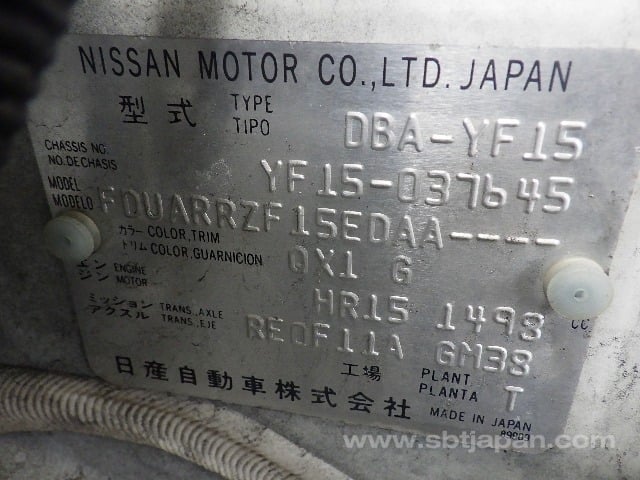 NISSAN MOTOR CO.,LTD. JAPAN
型式 TYPE TIPO DBA-YF15
CHASSIS NO. NO.DECHASIS YF15-037645
MODEL MODELO FDUARRZF15EDAA----
カラー COLOR,TRIM トリム COLOR,GUARNICION QX1 G
エンジン ENGINE MOTOR HR15 1498 CC
ミッション TRANS.,AXLE アクスル TRANS.,EJE RE0F11A GM38
工場 PLANT PLANTA T
日産自動車株式会社 MADE IN JAPAN
www.sbtjapan.com